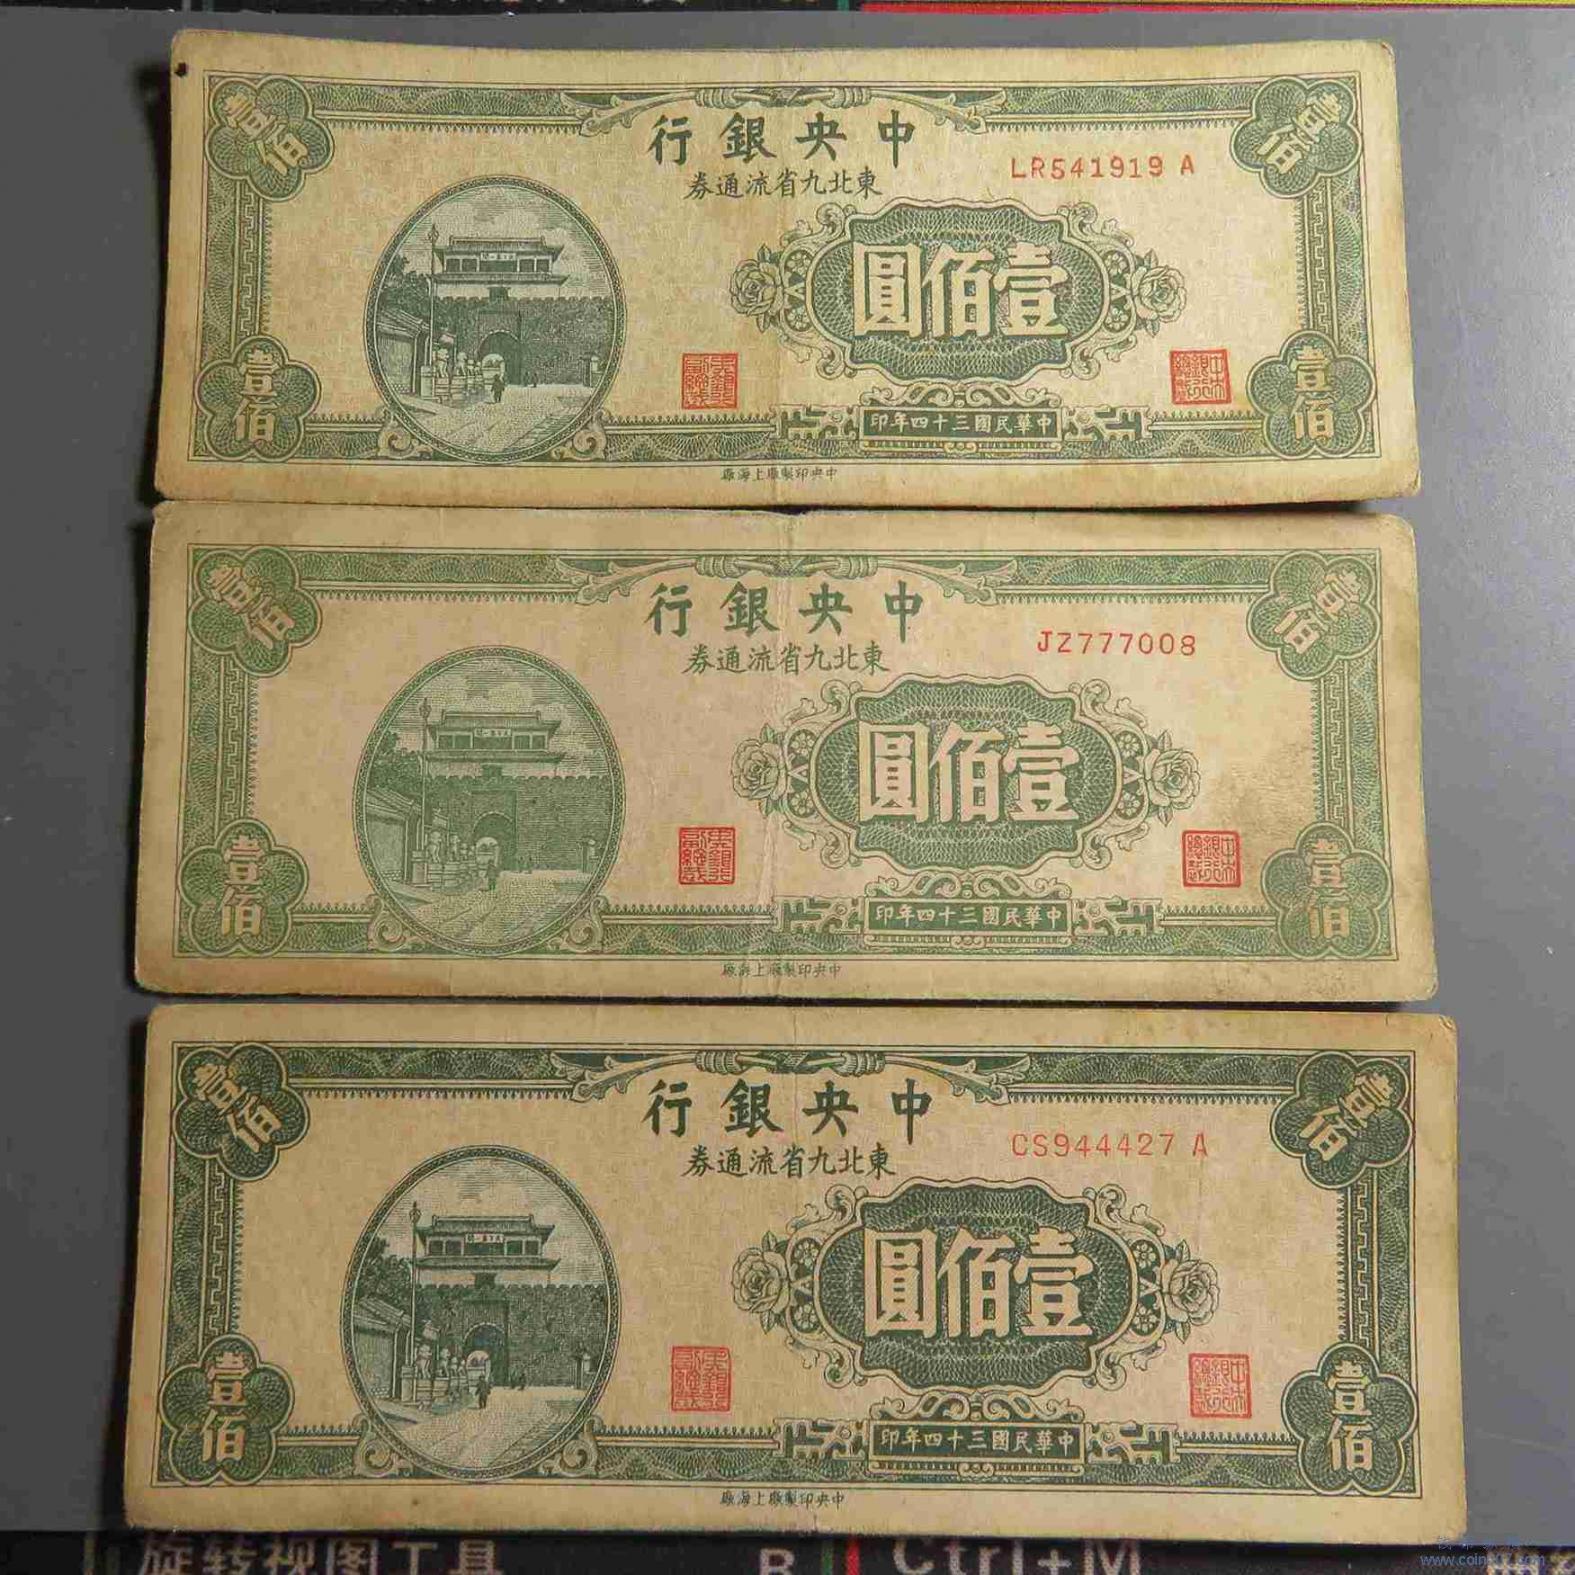 壹佰
壹佰
中央銀行
LR541919 A
東北九省流通券
壹佰圓
壹佰
壹佰
中華民國三十四年印
中央印製廠上海廠
壹佰
壹佰
中央銀行
JZ777008
東北九省流通券
壹佰圓
壹佰
壹佰
中華民國三十四年印
中央印製廠上海廠
壹佰
壹佰
中央銀行
CS944427 A
東北九省流通券
壹佰圓
壹佰
壹佰
中華民國三十四年印
中央印製廠上海廠
旋转视图工具 R Ctrl+M